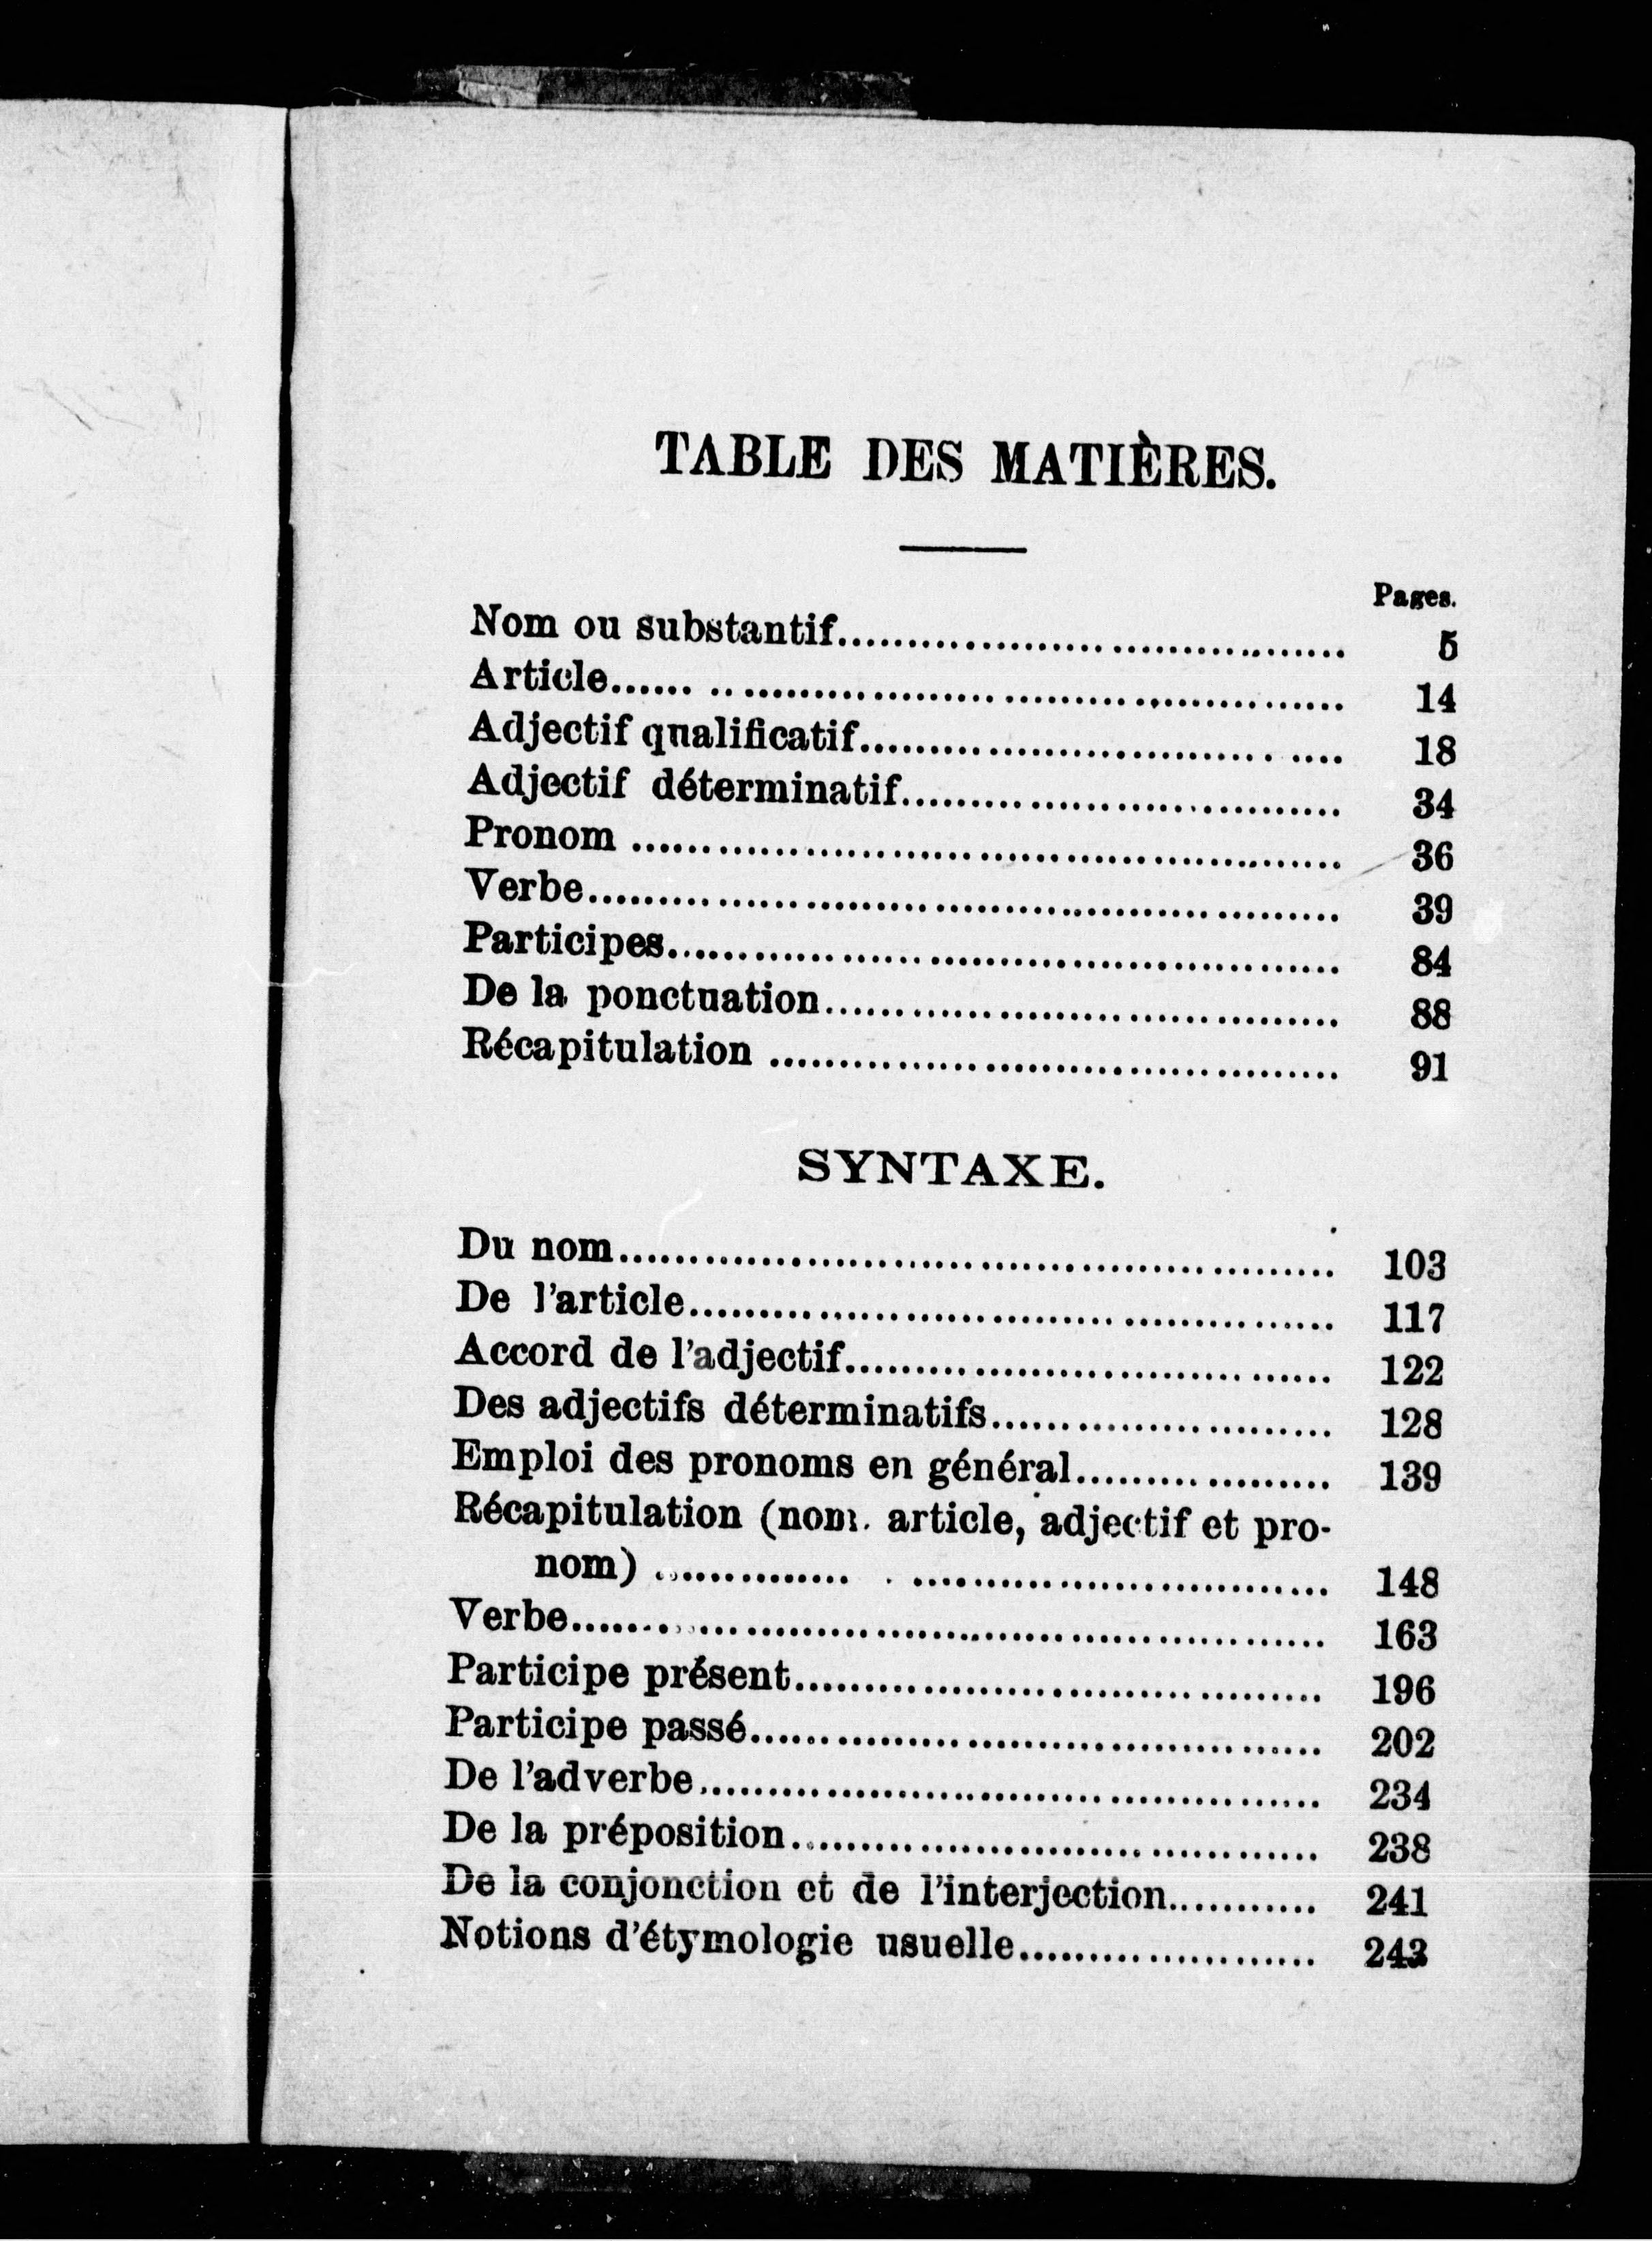 TABLE DES MATIÈRES.
Pages.
Nom ou substantif.......................................... 5
Article.......................................................... 14
Adjectif qualificatif........................................ 18
Adjectif déterminatif...................................... 34
Pronom ......................................................... 36
Verbe............................................................. 39
Participes....................................................... 84
De la ponctuation........................................... 88
Récapitulation ............................................... 91
SYNTAXE.
Du nom......................................................... 103
De l'article..................................................... 117
Accord de l'adjectif........................................ 122
Des adjectifs déterminatifs............................. 128
Emploi des pronoms en général..................... 139
Récapitulation (nom. article, adjectif et pro-
nom) ............................................................. 148
Verbe............................................................. 163
Participe présent............................................ 196
Participe passé............................................... 202
De l'adverbe................................................... 234
De la préposition............................................ 238
De la conjonction et de l'interjection............ 241
Notions d'étymologie usuelle......................... 243